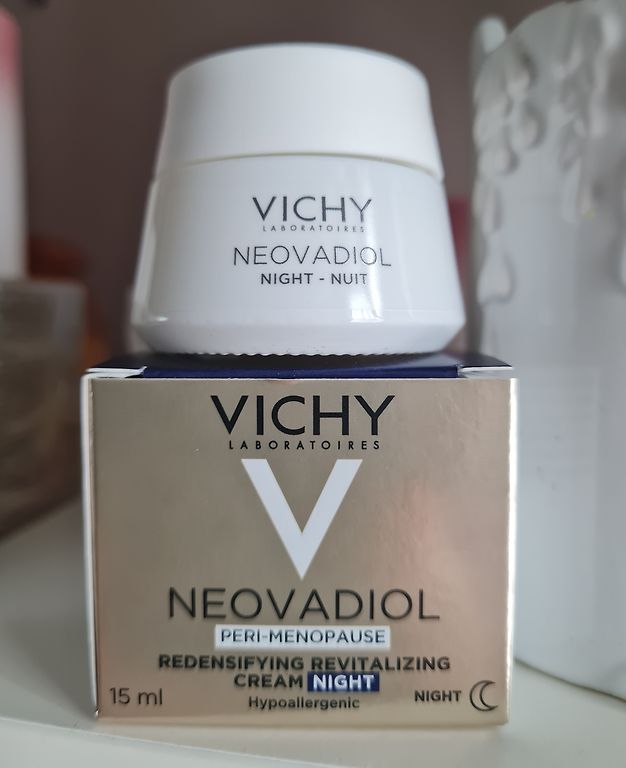 VICHY
LABORATOIRES
NEOVADIOL
NIGHT - NUIT
VICHY
LABORATOIRES
V
NEOVADIOL
PERI-MENOPAUSE
REDENSIFYING REVITALIZING
CREAM NIGHT
Hypoallergenic
15 ml
NIGHT